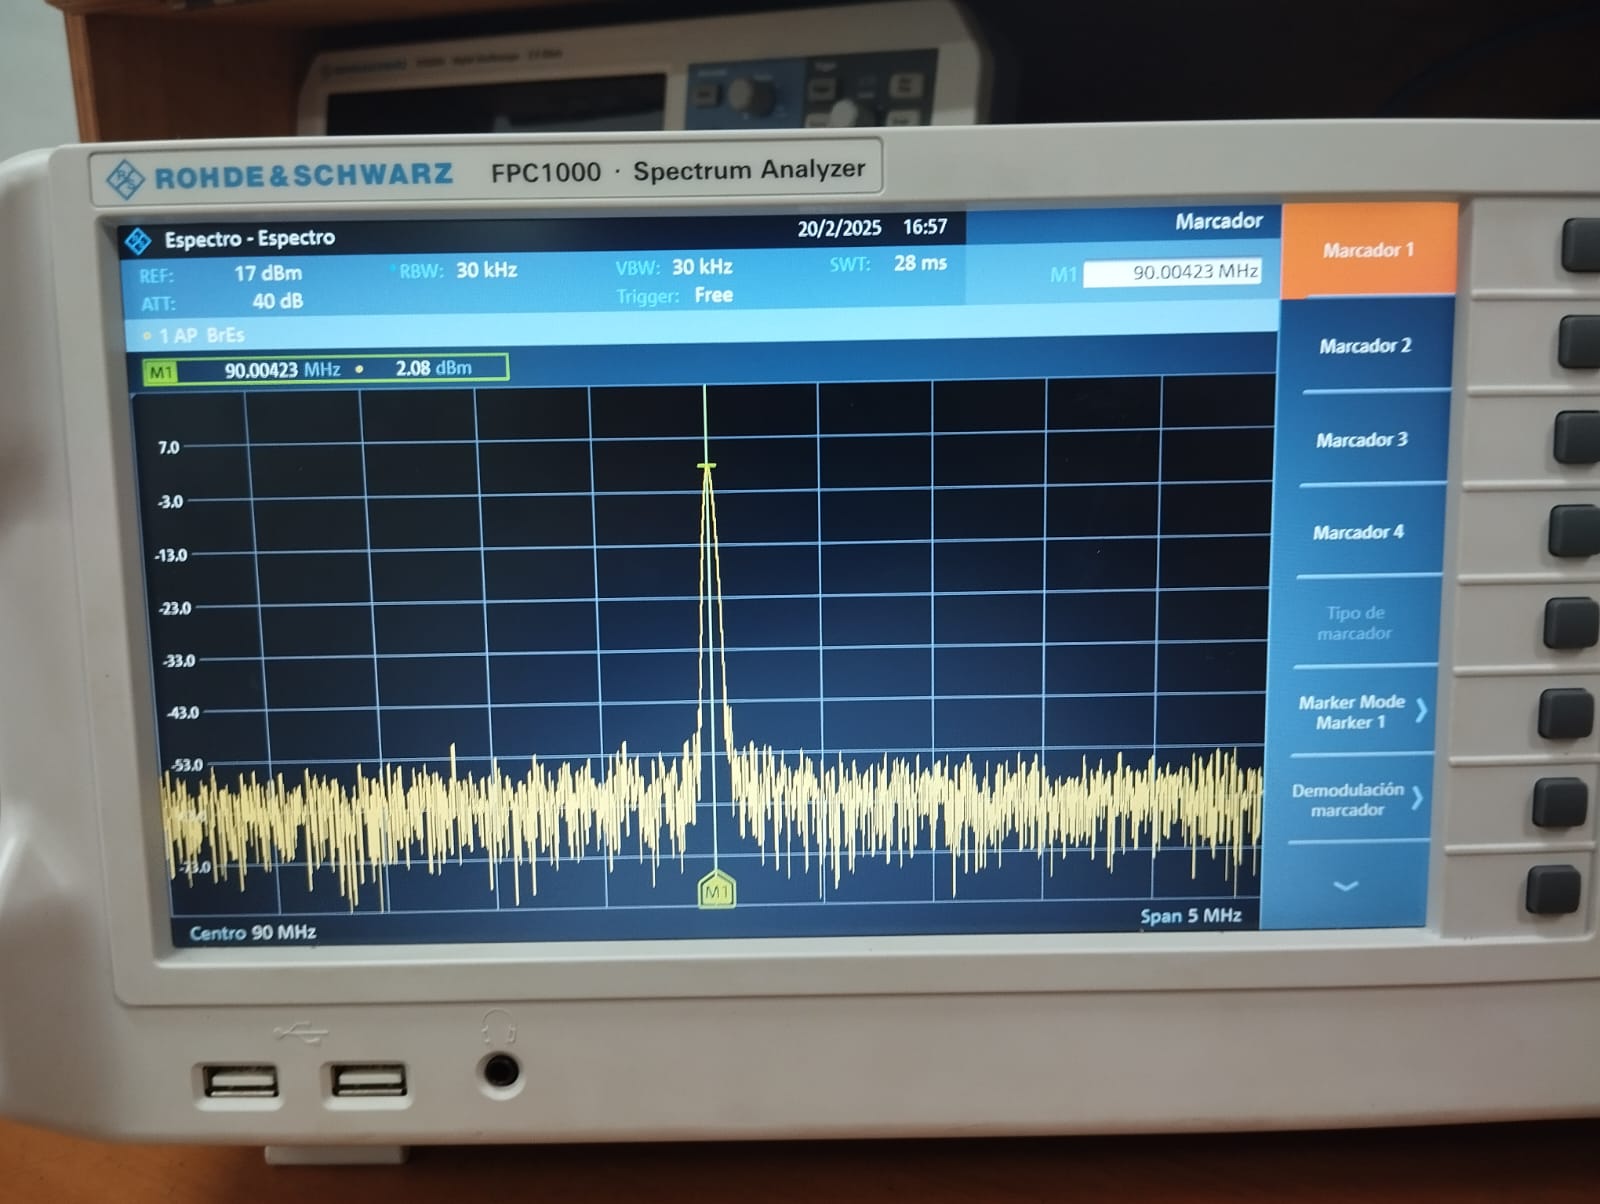 ROHDE&SCHWARZ FPC1000 · Spectrum Analyzer
Espectro - Espectro 20/2/2025 16:57 Marcador
REF: 17 dBm RBW: 30 kHz VBW: 30 kHz SWT: 28 ms M1 90.00423 MHz
ATT: 40 dB Trigger: Free
1 AP BrEs
M1 90.00423 MHz 2.08 dBm
7.0
-3.0
-13.0
-23.0
-33.0
-43.0
-53.0
-73.0
M1
Centro 90 MHz Span 5 MHz
Marcador 1
Marcador 2
Marcador 3
Marcador 4
Tipo de
marcador
Marker Mode
Marker 1
Demodulación
marcador